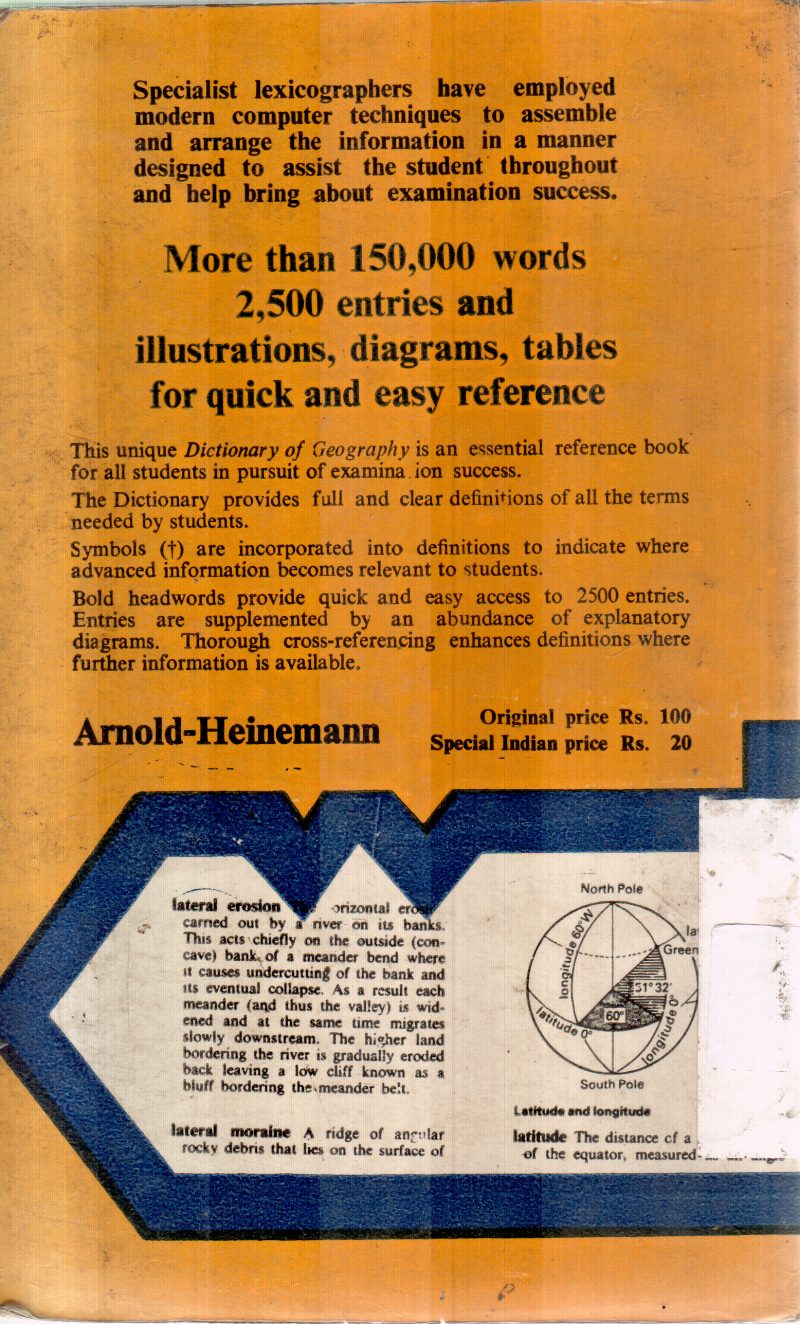 Specialist lexicographers have employed
modern computer techniques to assemble
and arrange the information in a manner
designed to assist the student throughout
and help bring about examination success.
More than 150,000 words
2,500 entries and
illustrations, diagrams, tables
for quick and easy reference
This unique Dictionary of Geography is an essential reference book
for all students in pursuit of examina ion success.
The Dictionary provides full and clear definitions of all the terms
needed by students.
Symbols (†) are incorporated into definitions to indicate where
advanced information becomes relevant to students.
Bold headwords provide quick and easy access to 2500 entries.
Entries are supplemented by an abundance of explanatory
diagrams. Thorough cross-referencing enhances definitions where
further information is available.
Arnold-Heinemann
Original price Rs. 100
Special Indian price Rs. 20
lateral erosion orizontal ero
carried out by a river on its banks.
This acts chiefly on the outside (con-
cave) bank of a meander bend where
it causes undercutting of the bank and
its eventual collapse. As a result each
meander (and thus the valley) is wid-
ened and at the same time migrates
slowly downstream. The higher land
bordering the river is gradually eroded
back leaving a low cliff known as a
bluff bordering the meander belt.
lateral moraine A ridge of angular
rocky debris that lies on the surface of
North Pole
longitude 60°W
la
Green
51° 32'
60°
latitude 0°
longitude 0°
South Pole
Latitude and longitude
latitude The distance of a
of the equator, measured